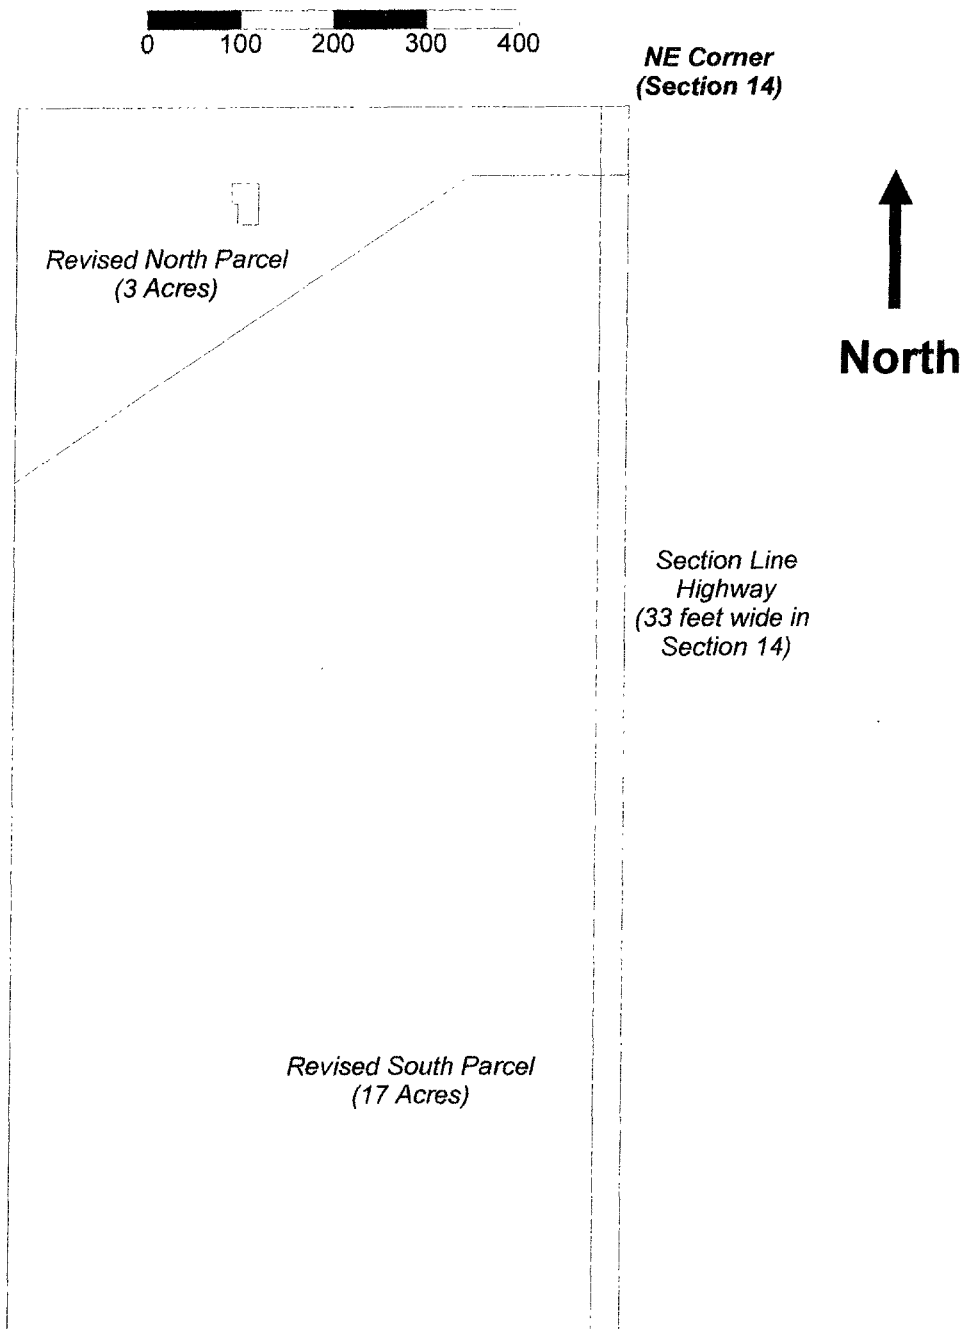 0 100 200 300 400
NE Corner
(Section 14)
North
Revised North Parcel
(3 Acres)
Section Line
Highway
(33 feet wide in
Section 14)
Revised South Parcel
(17 Acres)